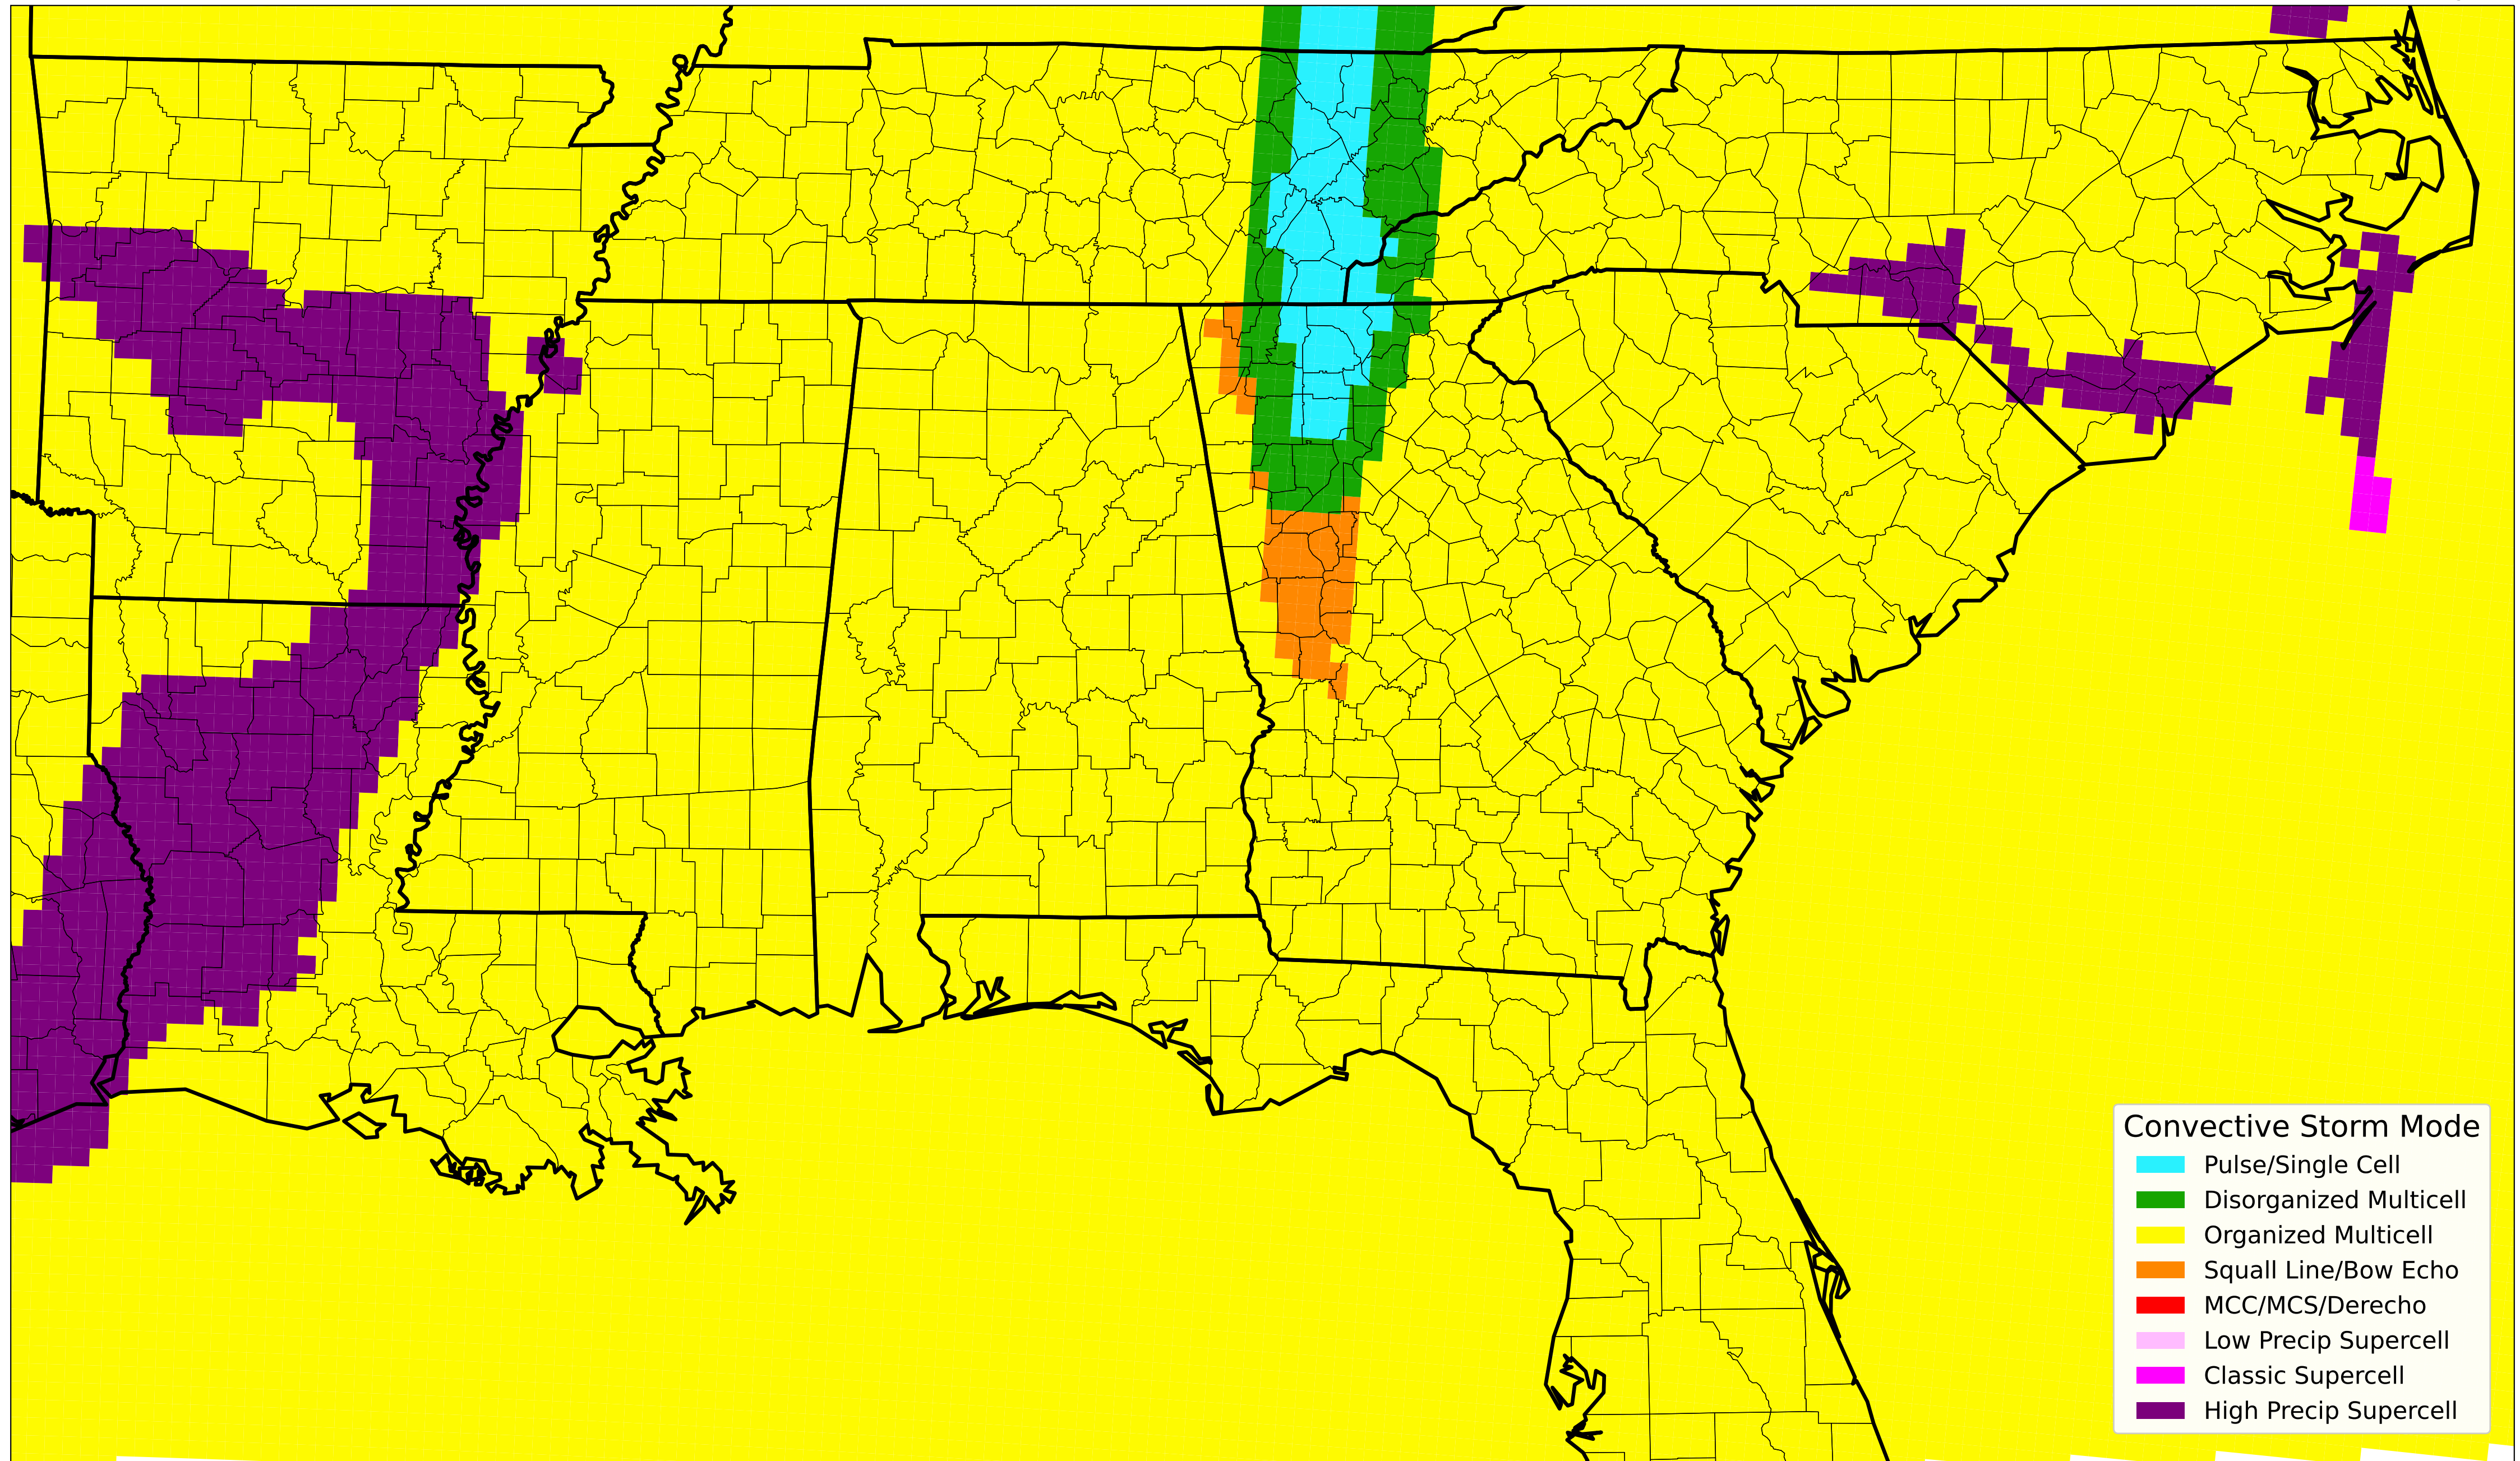 Convective Storm Mode
Pulse/Single Cell
Disorganized Multicell
Organized Multicell
Squall Line/Bow Echo
MCC/MCS/Derecho
Low Precip Supercell
Classic Supercell
High Precip Supercell